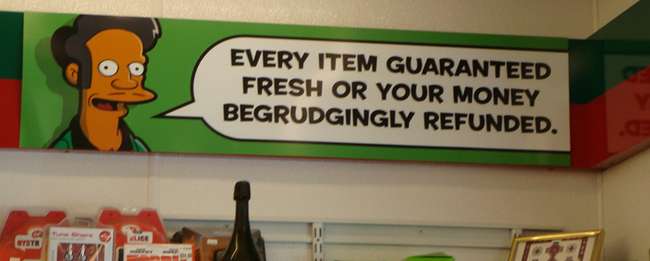 EVERY ITEM GUARANTEED
FRESH OR YOUR MONEY
BEGRUDGINGLY REFUNDED.